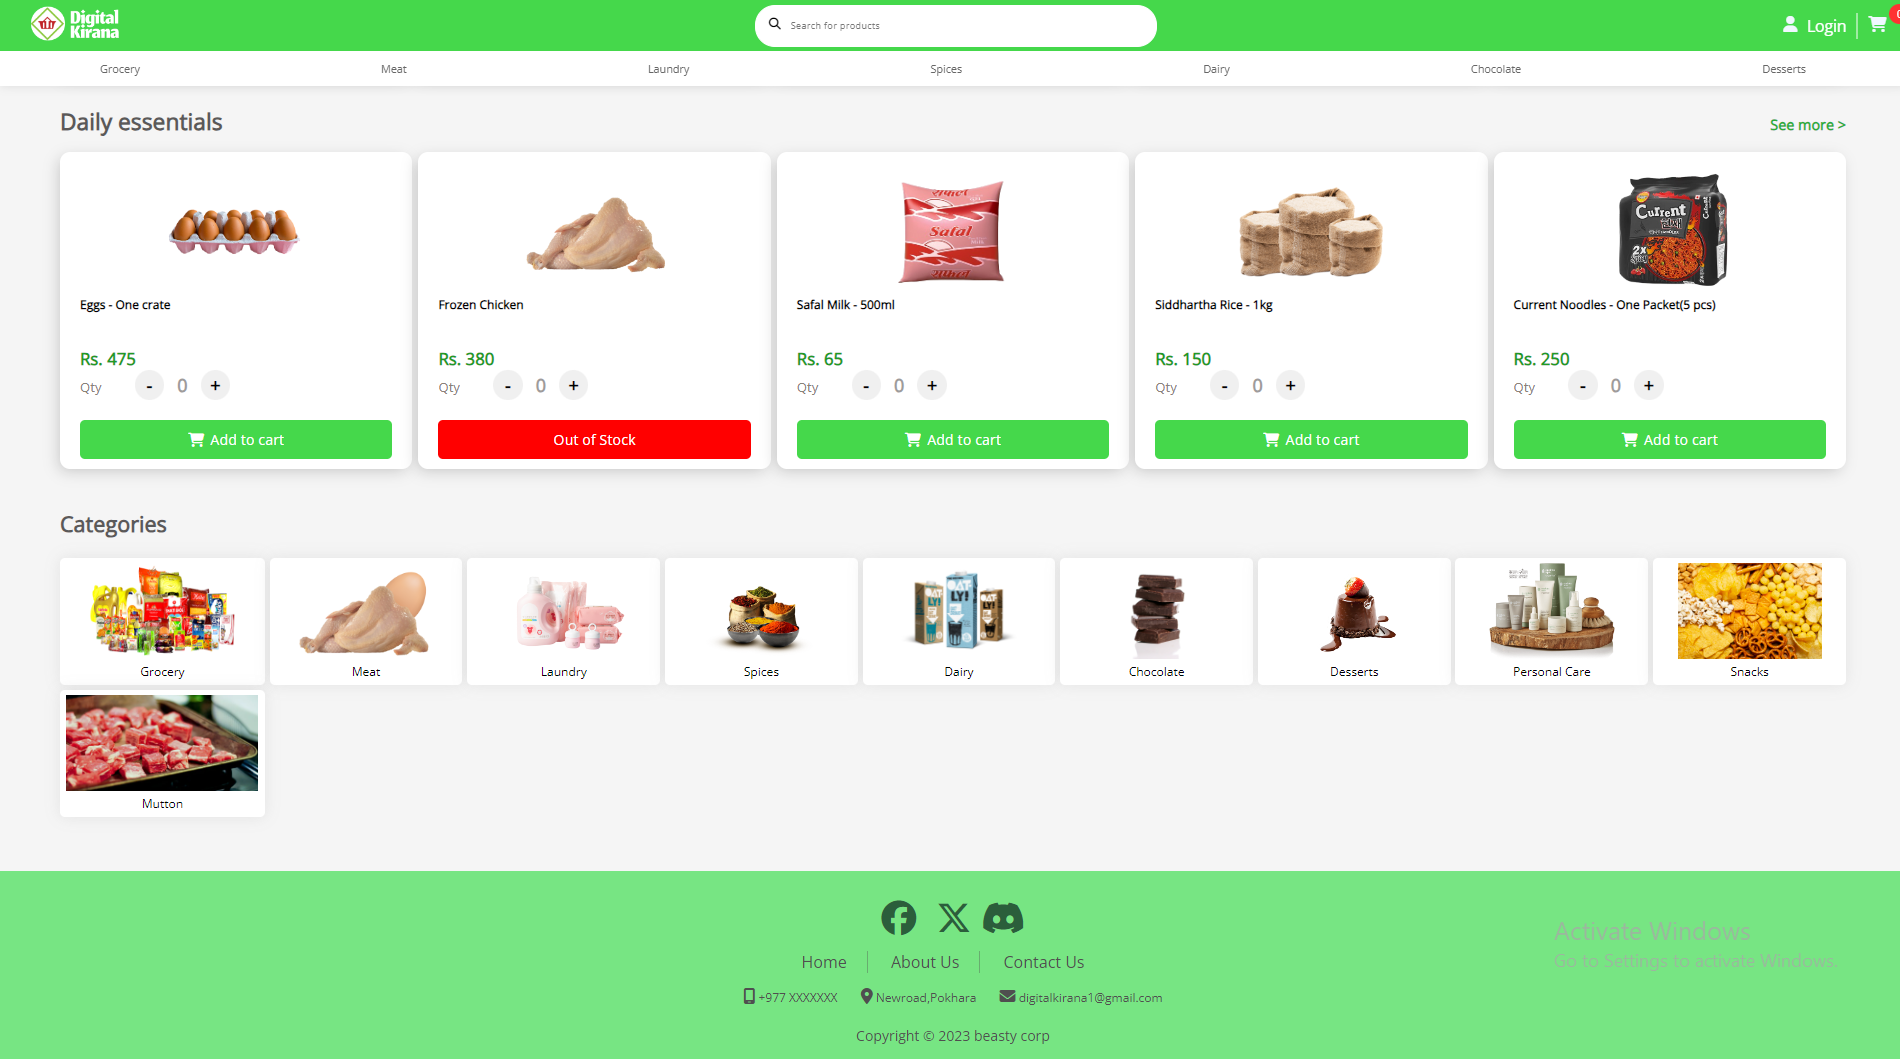 Digital
Kirana
Search for products
Login
Grocery Meat Laundry Spices Dairy Chocolate Desserts
Daily essentials
See more >
Safal
Current
2x
Eggs - One crate
Frozen Chicken
Safal Milk - 500ml
Siddhartha Rice - 1kg
Current Noodles - One Packet(5 pcs)
Rs. 475
Rs. 380
Rs. 65
Rs. 150
Rs. 250
Qty - 0 +
Qty - 0 +
Qty - 0 +
Qty - 0 +
Qty - 0 +
Add to cart
Out of Stock
Add to cart
Add to cart
Add to cart
Categories
OAT-
LY!
Grocery
Meat
Laundry
Spices
Dairy
Chocolate
Desserts
Personal Care
Snacks
Mutton
Activate Windows
Go to Settings to activate Windows.
Home
About Us
Contact Us
+977 XXXXXXX
Newroad,Pokhara
digitalkirana1@gmail.com
Copyright © 2023 beasty corp